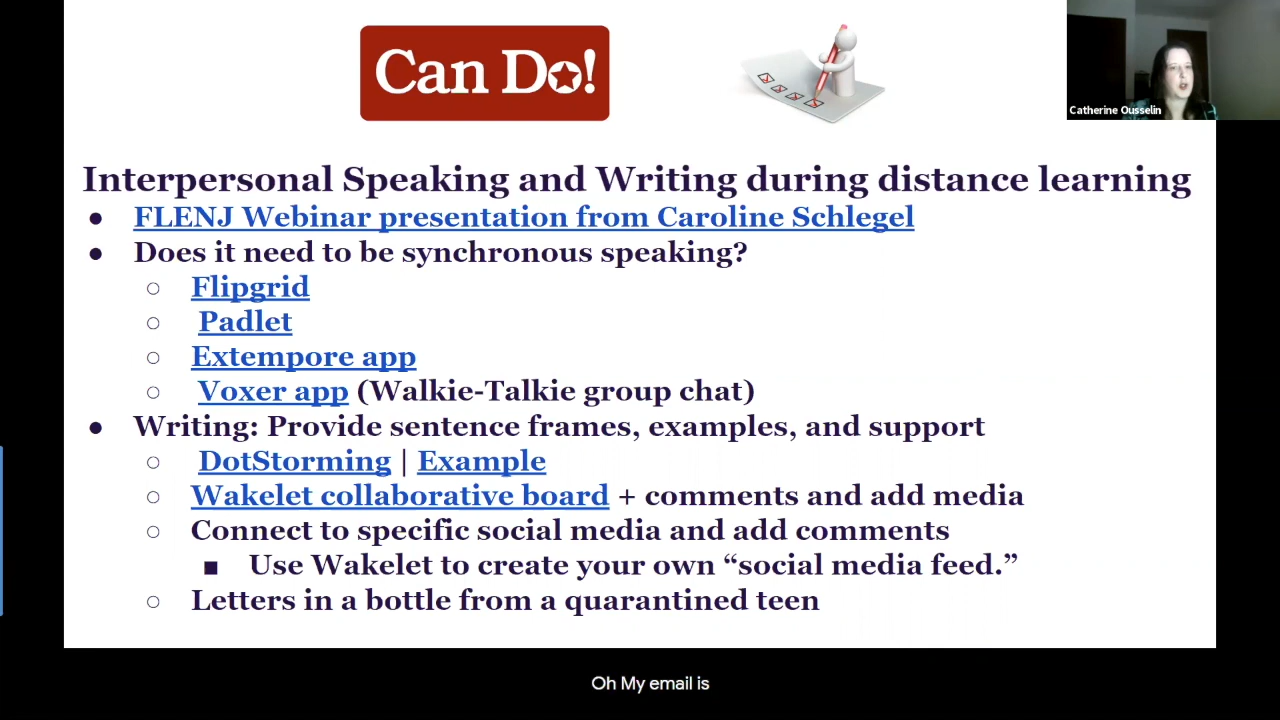 Can Do!
Catherine Ousselin
Interpersonal Speaking and Writing during distance learning
● FLENJ Webinar presentation from Caroline Schlegel
● Does it need to be synchronous speaking?
○ Flipgrid
○ Padlet
○ Extempore app
○ Voxer app (Walkie-Talkie group chat)
● Writing: Provide sentence frames, examples, and support
○ DotStorming | Example
○ Wakelet collaborative board + comments and add media
○ Connect to specific social media and add comments
■ Use Wakelet to create your own “social media feed.”
○ Letters in a bottle from a quarantined teen
Oh My email is